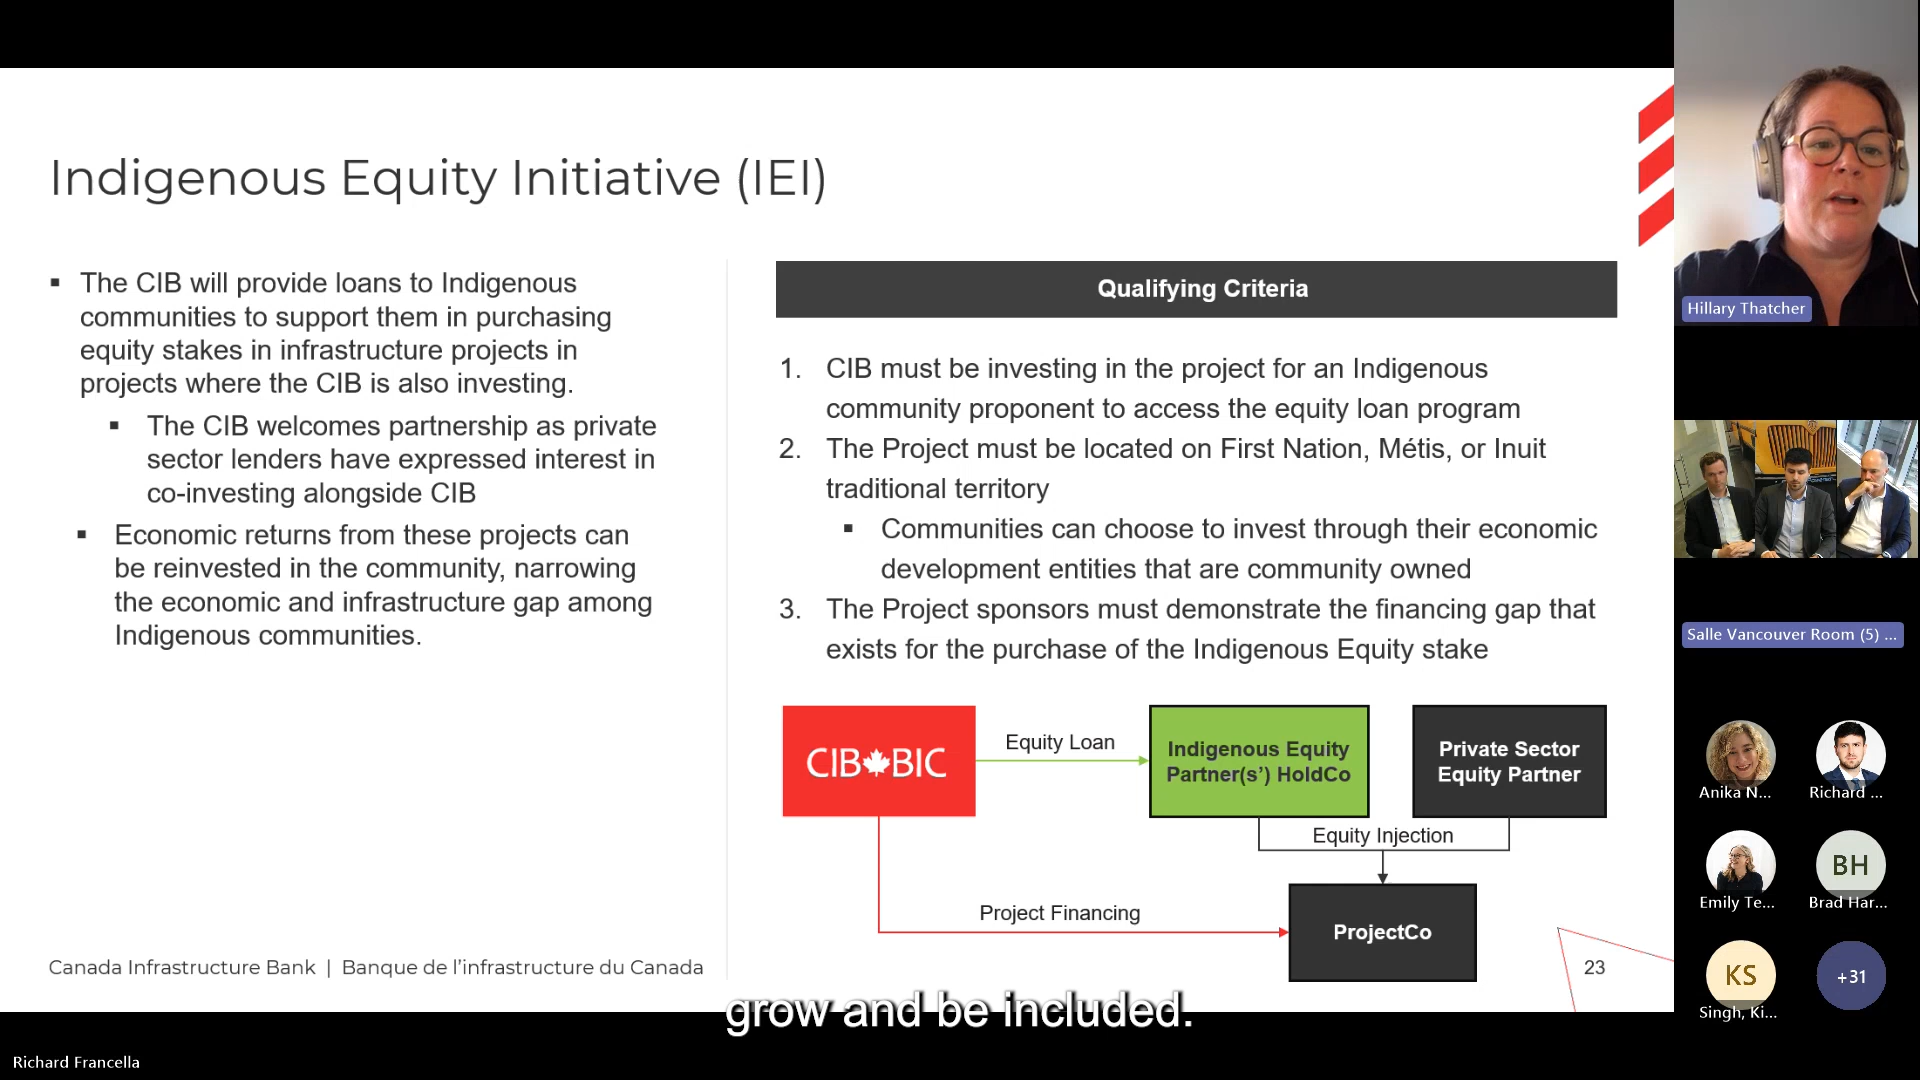 Indigenous Equity Initiative (IEI)
▪ The CIB will provide loans to Indigenous
communities to support them in purchasing
equity stakes in infrastructure projects in
projects where the CIB is also investing.
▪ The CIB welcomes partnership as private
sector lenders have expressed interest in
co-investing alongside CIB
▪ Economic returns from these projects can
be reinvested in the community, narrowing
the economic and infrastructure gap among
Indigenous communities.
Qualifying Criteria
1. CIB must be investing in the project for an Indigenous
community proponent to access the equity loan program
2. The Project must be located on First Nation, Métis, or Inuit
traditional territory
▪ Communities can choose to invest through their economic
development entities that are community owned
3. The Project sponsors must demonstrate the financing gap that
exists for the purchase of the Indigenous Equity stake
CIB BIC
Equity Loan
Indigenous Equity
Partner(s’) HoldCo
Private Sector
Equity Partner
Equity Injection
Project Financing
ProjectCo
Canada Infrastructure Bank | Banque de l’infrastructure du Canada
23
grow and be included.
Richard Francella
Hillary Thatcher
Salle Vancouver Room (5) ...
Anika N...
Richard ...
Emily Te...
BH
Brad Har...
KS
Singh, Ki...
+31